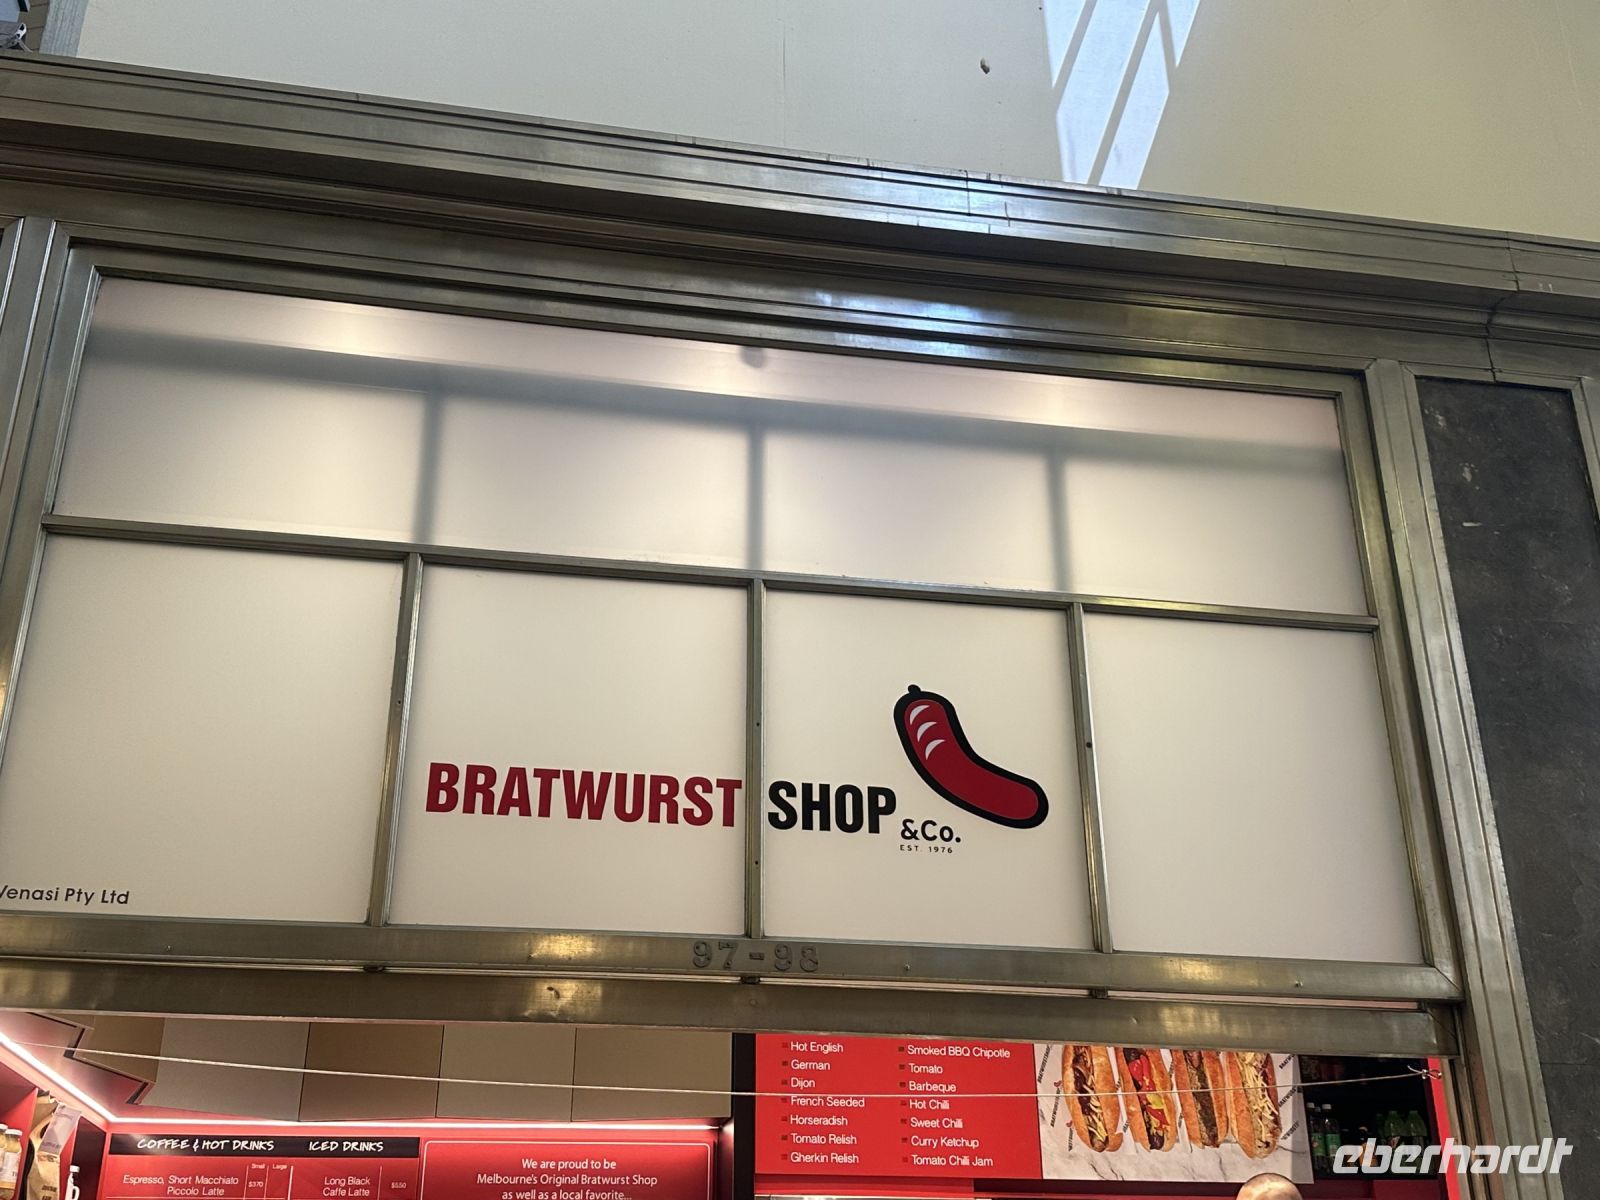 BRATWURST SHOP
&Co.
EST. 1976
Venasi Pty Ltd
97-98
Hot English
German
Dijon
French Seeded
Horseradish
Tomato Relish
Gherkin Relish
Smoked BBQ Chipotle
Tomato
Barbeque
Hot Chilli
Sweet Chilli
Curry Ketchup
Tomato Chilli Jam
COFFEE & HOT DRINKS
Small Large
Espresso, Short Macchiato
Piccolo Latte
$3.70
ICED DRINKS
Long Black
Caffe Latte
$5.50
We are proud to be
Melbourne's Original Bratwurst Shop
as well as a local favorite...
eberhardt